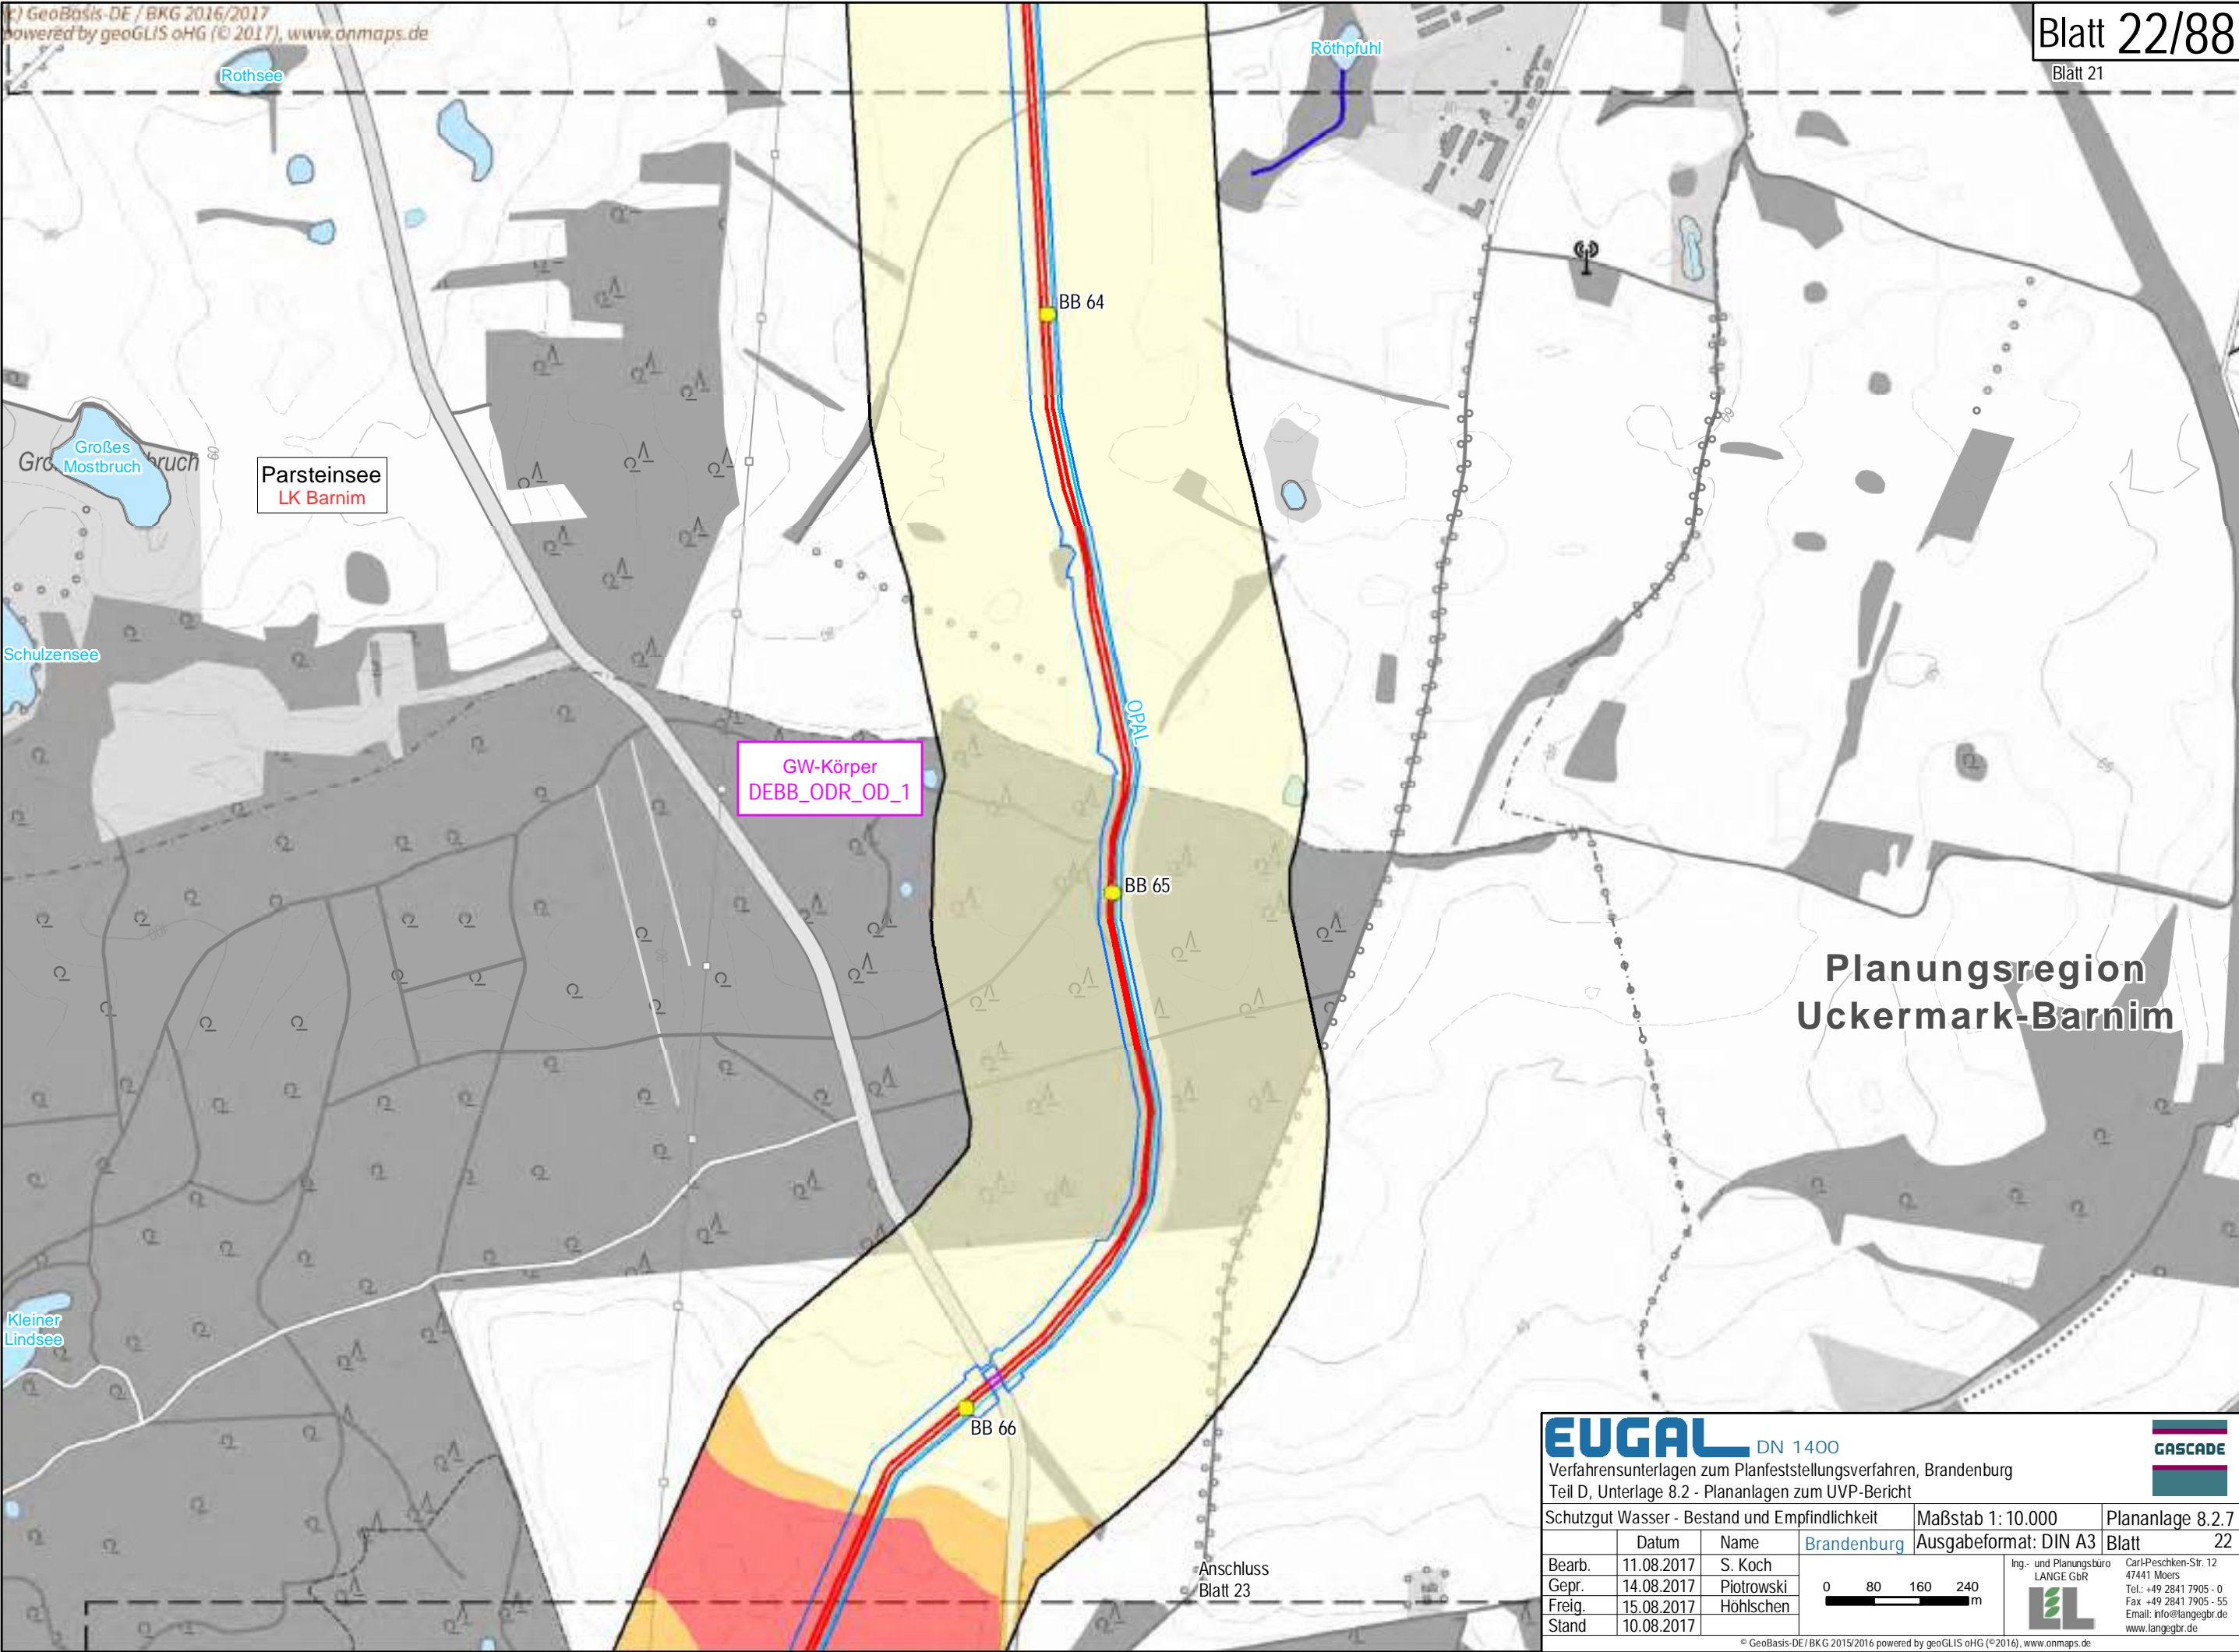 (c) GeoBasis-DE / BKG 2016/2017
powered by geoGLIS oHG (© 2017), www.onmaps.de
Blatt 22/88
Blatt 21
Rothsee
Röthpfuhl
BB 64
Großes
Mostbruch
bruch
Parsteinsee
LK Barnim
Schulzensee
OPAL
GW-Körper
DEBB_ODR_OD_1
BB 65
Planungsregion
Uckermark-Barnim
Kleiner
Lindsee
BB 66
Anschluss
Blatt 23
EUGAL DN 1400
GASCADE
Verfahrensunterlagen zum Planfeststellungsverfahren, Brandenburg
Teil D, Unterlage 8.2 - Plananlagen zum UVP-Bericht
Schutzgut Wasser - Bestand und Empfindlichkeit Maßstab 1: 10.000 Plananlage 8.2.7
Datum Name Brandenburg Ausgabeformat: DIN A3 Blatt 22
Bearb. 11.08.2017 S. Koch
Gepr. 14.08.2017 Piotrowski
Freig. 15.08.2017 Höhlschen
Stand 10.08.2017
0 80 160 240
m
Ing.- und Planungsbüro
LANGE GbR
Carl-Peschken-Str. 12
47441 Moers
Tel.: +49 2841 7905 - 0
Fax +49 2841 7905 - 55
Email: info@langegbr.de
www.langegbr.de
© GeoBasis-DE / BKG 2015/2016 powered by geoGLIS oHG (©2016), www.onmaps.de